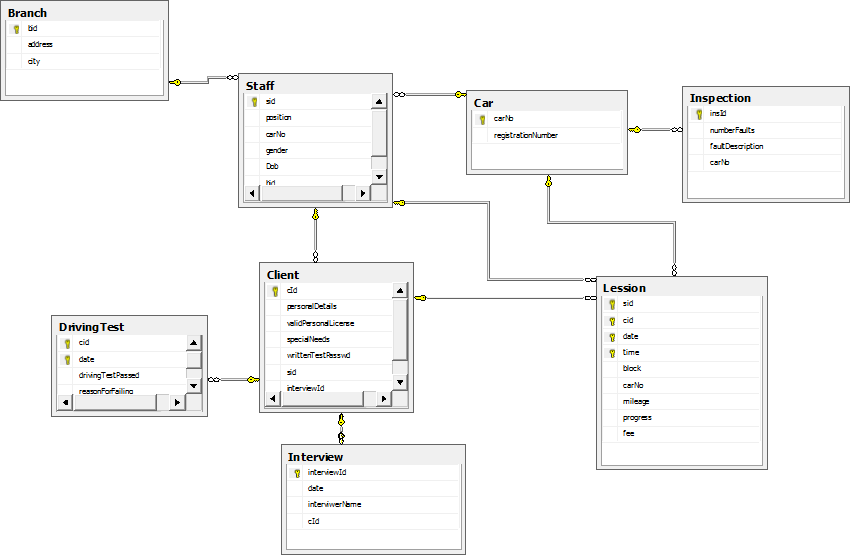 Branch
bid
address
city
Staff
sid
position
carNo
gender
Dob
bid
Car
carNo
registrationNumber
Inspection
insId
numberFaults
faultDescription
carNo
Client
cId
personalDetails
validPersonalLicense
specialNeeds
writtenTestPasswd
sid
interviewId
Lession
sid
cid
date
time
block
carNo
mileage
progress
fee
DrivingTest
cid
date
drivingTestPassed
reasonForFailing
Interview
interviewId
date
interviwerName
cId